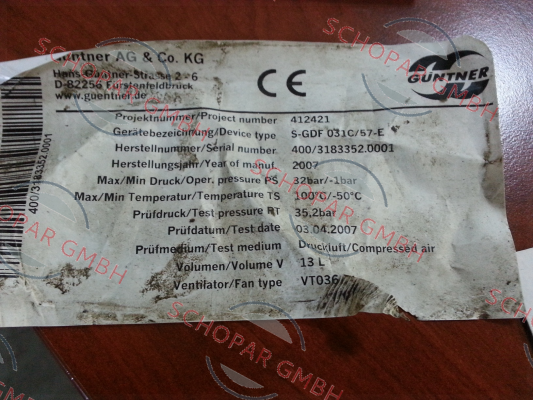 Güntner AG & Co. KG
Hans-Güntner-Strasse 2-6
D-82256 Fürstenfeldbruck
www.guentner.de
CE
GÜNTNER
Projektnummer/Project number 412421
Gerätebezeichnung/Device type S-GDF 031C/57-E
Herstellnummer/Serial number 400/3183352.0001
Herstellungsjahr/Year of manuf. 2007
Max/Min Druck/Oper. pressure PS 32bar/-1bar
Max/Min Temperatur/Temperature TS 100°C/-50°C
Prüfdruck/Test pressure PT 35,2bar
Prüfdatum/Test date 03.04.2007
Prüfmedium/Test medium Druckluft/Compressed air
Volumen/Volume V 13 L
Ventilator/Fan type VT036
400/3183352.0001
SCHOPAR GMBH
SCHOPAR GMBH
SCHOPAR GMBH